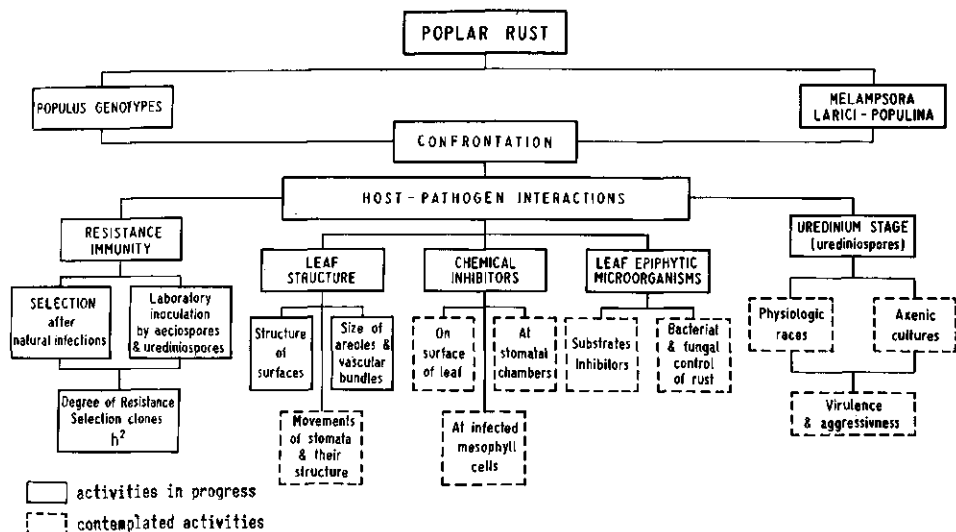 POPLAR RUST
POPULUS GENOTYPES
MELAMPSORA
LARICI-POPULINA
CONFRONTATION
HOST-PATHOGEN INTERACTIONS
RESISTANCE
IMMUNITY
LEAF
STRUCTURE
CHEMICAL
INHIBITORS
LEAF EPIPHYTIC
MICROORGANISMS
UREDINIUM STAGE
(urediniospores)
SELECTION
after
natural infections
Laboratory
inoculation
by aeciospores
& urediniospores
Structure
of
surfaces
Size of
areoles &
vascular
bundles
On
surface
of leaf
At
stomatal
chambers
Substrates
Inhibitors
Bacterial
& fungal
control
of rust
Physiologic
races
Axenic
cultures
Degree of Resistance
Selection clones
h²
Movements
of stomata
& their
structure
At infected
mesophyll
cells
Virulence
& aggressivness
activities in progress
contemplated activities